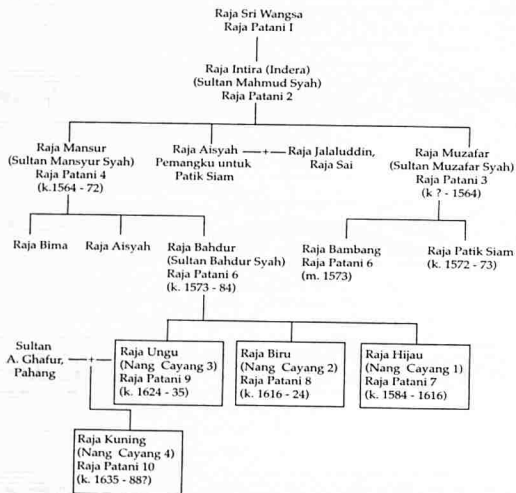 Raja Sri Wangsa
Raja Patani I
Raja Intira (Indera)
(Sultan Mahmud Syah)
Raja Patani 2
Raja Mansur
(Sultan Mansyur Syah)
Raja Patani 4
(k.1564 - 72)
Raja Aisyah
Pemangku untuk
Patik Siam
Raja Jalaluddin,
Raja Sai
Raja Muzafar
(Sultan Muzafar Syah)
Raja Patani 3
(k ? - 1564)
Raja Bima
Raja Aisyah
Raja Bahdur
(Sultan Bahdur Syah)
Raja Patani 6
(k. 1573 - 84)
Raja Bambang
Raja Patani 6
(m. 1573)
Raja Patik Siam
(k. 1572 - 73)
Sultan
A. Ghafur,
Pahang
Raja Ungu
(Nang Cayang 3)
Raja Patani 9
(k. 1624 - 35)
Raja Biru
(Nang Cayang 2)
Raja Patani 8
(k. 1616 - 24)
Raja Hijau
(Nang Cayang 1)
Raja Patani 7
(k. 1584 - 1616)
Raja Kuning
(Nang Cayang 4)
Raja Patani 10
(k. 1635 - 88?)